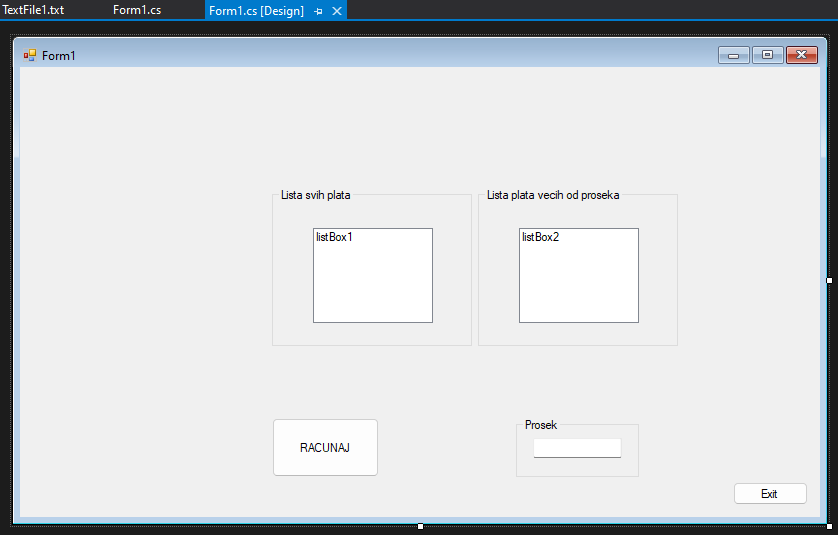 TextFile1.txt Form1.cs Form1.cs [Design]
Form1
Lista svih plata Lista plata vecih od proseka
listBox1 listBox2
Prosek
RACUNAJ
Exit